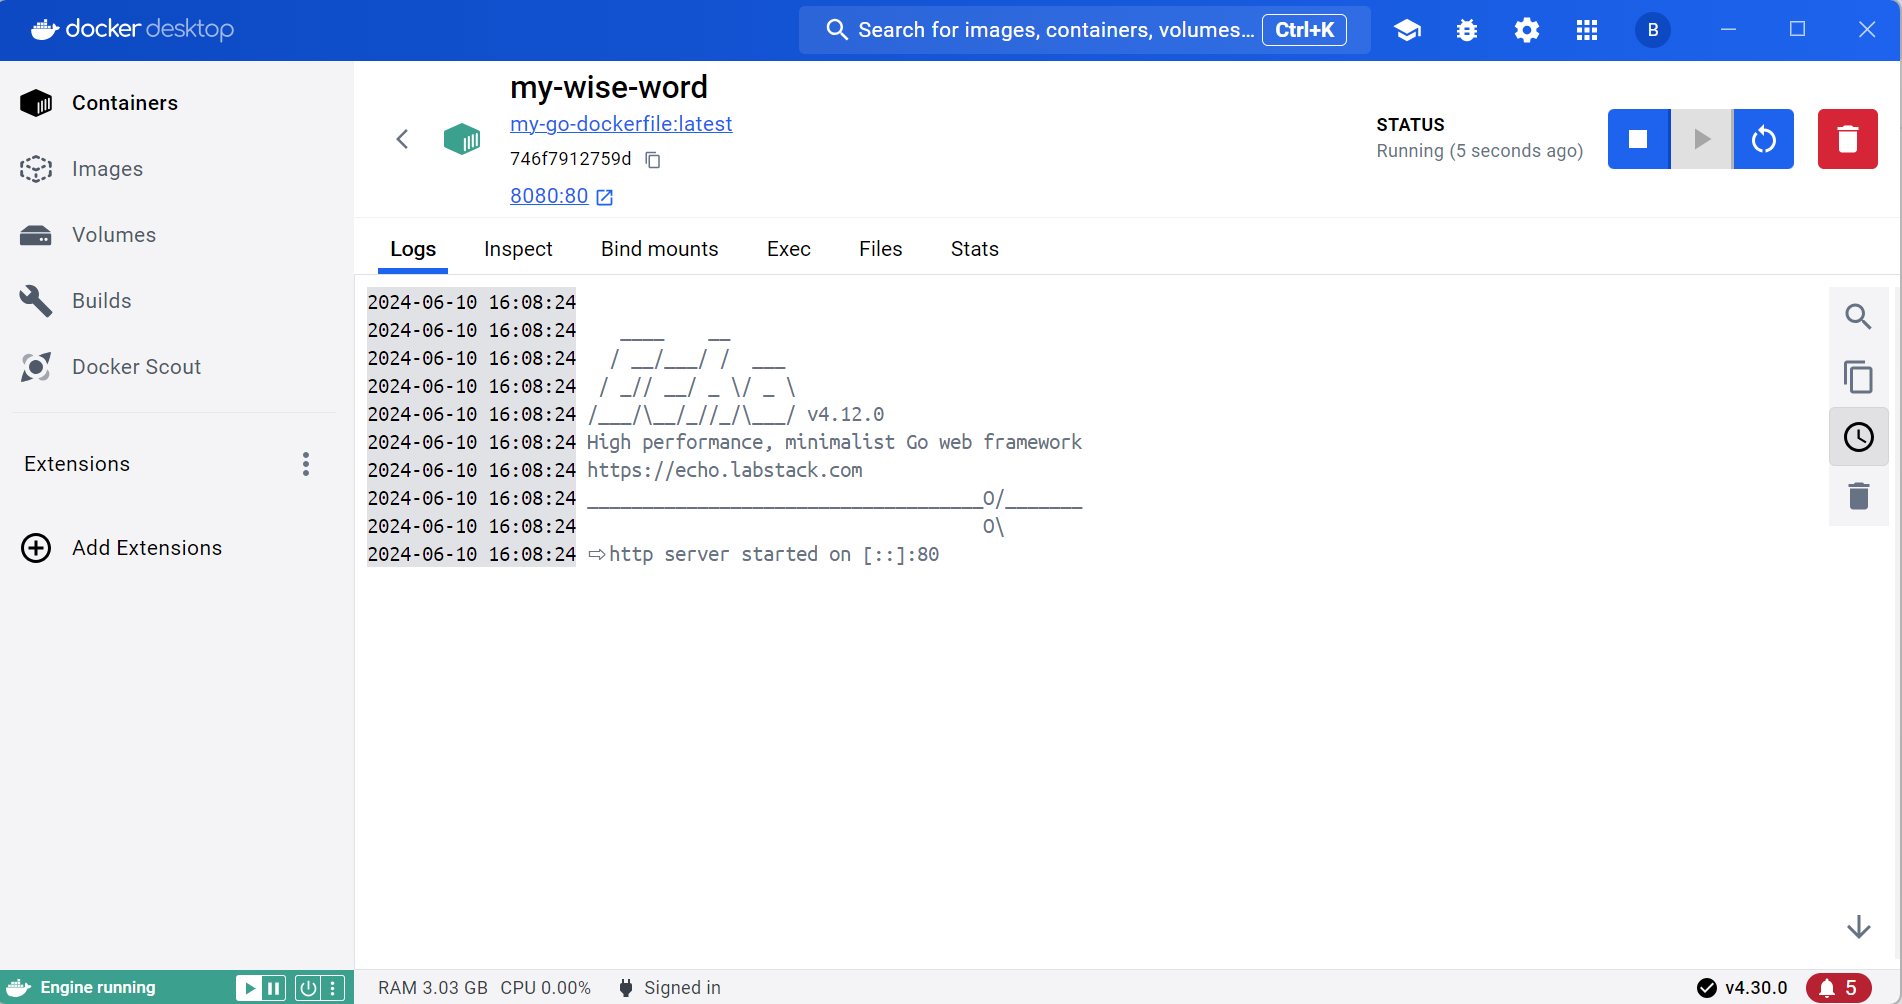 docker desktop
Search for images, containers, volumes... Ctrl+K
B
Containers
Images
Volumes
Builds
Docker Scout
Extensions
Add Extensions
my-wise-word
my-go-dockerfile:latest
746f7912759d
8080:80
STATUS
Running (5 seconds ago)
Logs Inspect Bind mounts Exec Files Stats
2024-06-10 16:08:24
2024-06-10 16:08:24    ____    __
2024-06-10 16:08:24   / __/___/ /  ___
2024-06-10 16:08:24  / _// __/ _ \/ _ \
2024-06-10 16:08:24 /___/\__/_//_/\___/ v4.12.0
2024-06-10 16:08:24 High performance, minimalist Go web framework
2024-06-10 16:08:24 https://echo.labstack.com
2024-06-10 16:08:24 ____________________________________O/_______
2024-06-10 16:08:24                                     O\
2024-06-10 16:08:24 ⇨ http server started on [::]:80
Engine running
RAM 3.03 GB CPU 0.00% Signed in
v4.30.0
5